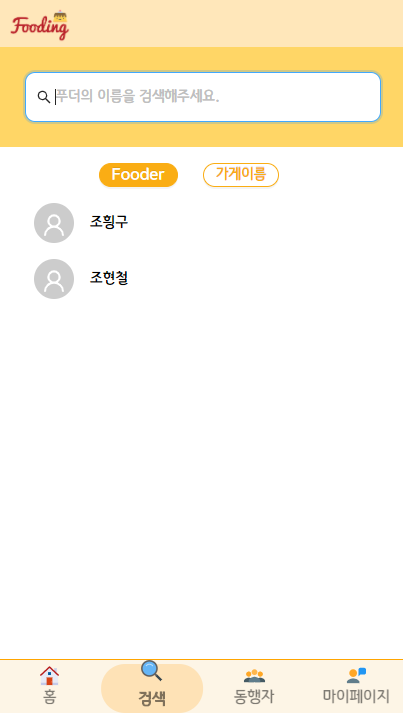 Fooding
푸더의 이름을 검색해주세요.
Fooder 가게이름
조횡구
조현철
홈 검색 동행자 마이페이지